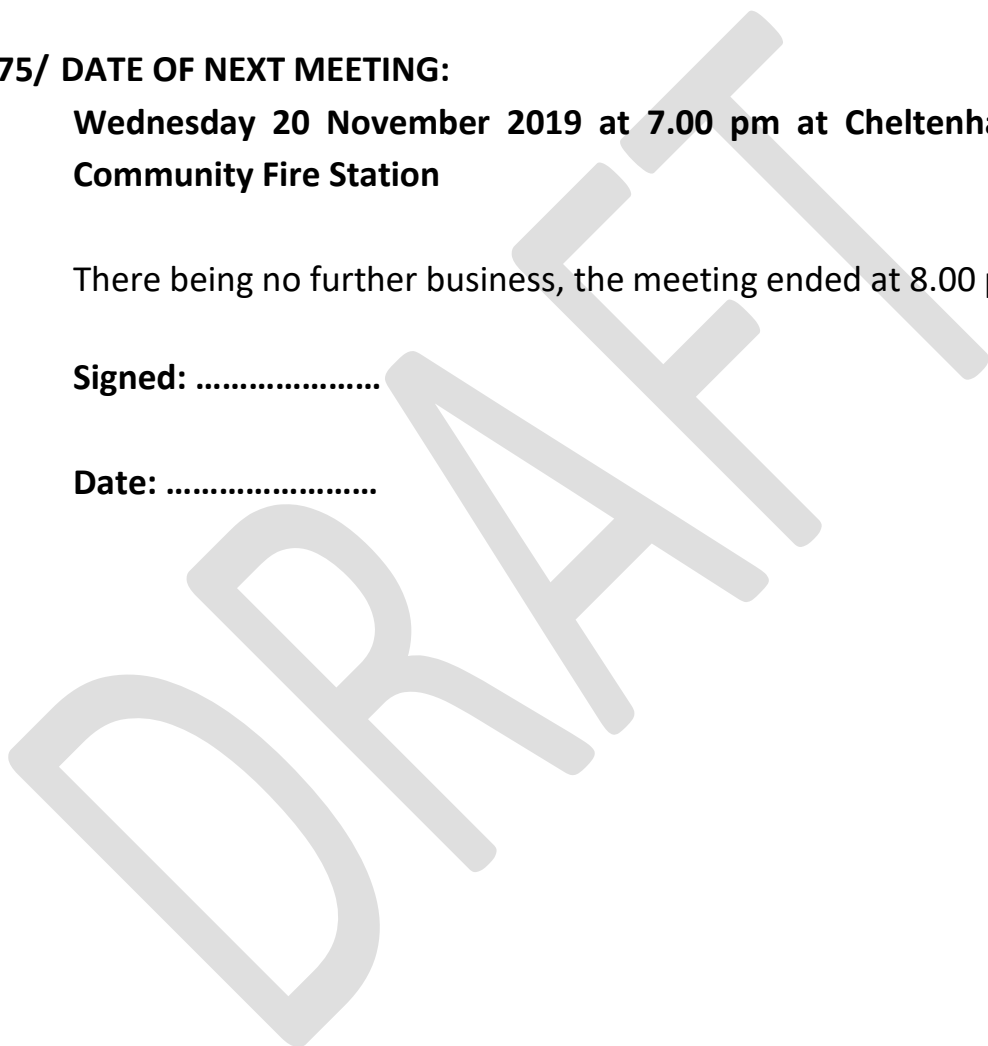 75/ DATE OF NEXT MEETING:
Wednesday 20 November 2019 at 7.00 pm at Cheltenha
Community Fire Station
There being no further business, the meeting ended at 8.00 p
Signed: …………………
Date: ……………………
DRAFT